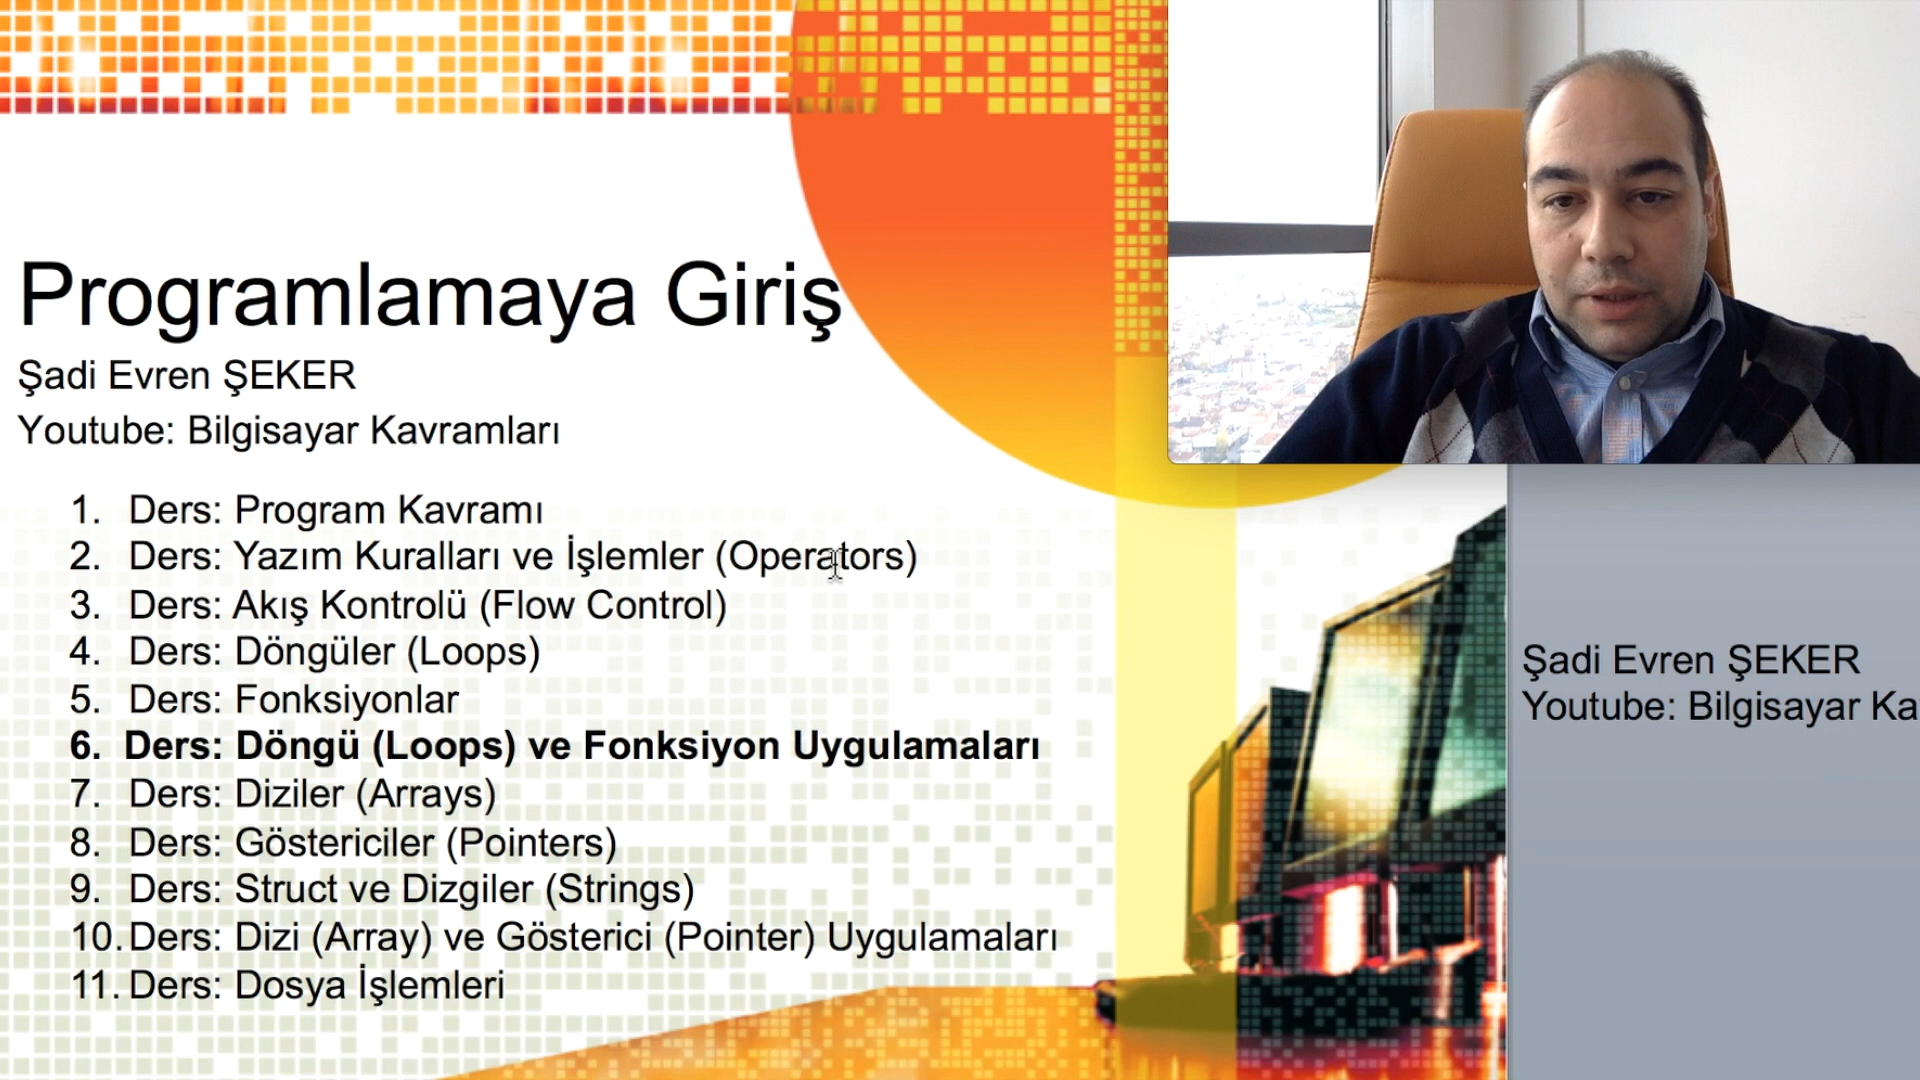 Programlamaya Giriş
Şadi Evren ŞEKER
Youtube: Bilgisayar Kavramları
1. Ders: Program Kavramı
2. Ders: Yazım Kuralları ve İşlemler (Operators)
3. Ders: Akış Kontrolü (Flow Control)
4. Ders: Döngüler (Loops)
5. Ders: Fonksiyonlar
6. Ders: Döngü (Loops) ve Fonksiyon Uygulamaları
7. Ders: Diziler (Arrays)
8. Ders: Göstericiler (Pointers)
9. Ders: Struct ve Dizgiler (Strings)
10. Ders: Dizi (Array) ve Gösterici (Pointer) Uygulamaları
11. Ders: Dosya İşlemleri
Şadi Evren ŞEKER
Youtube: Bilgisayar Ka